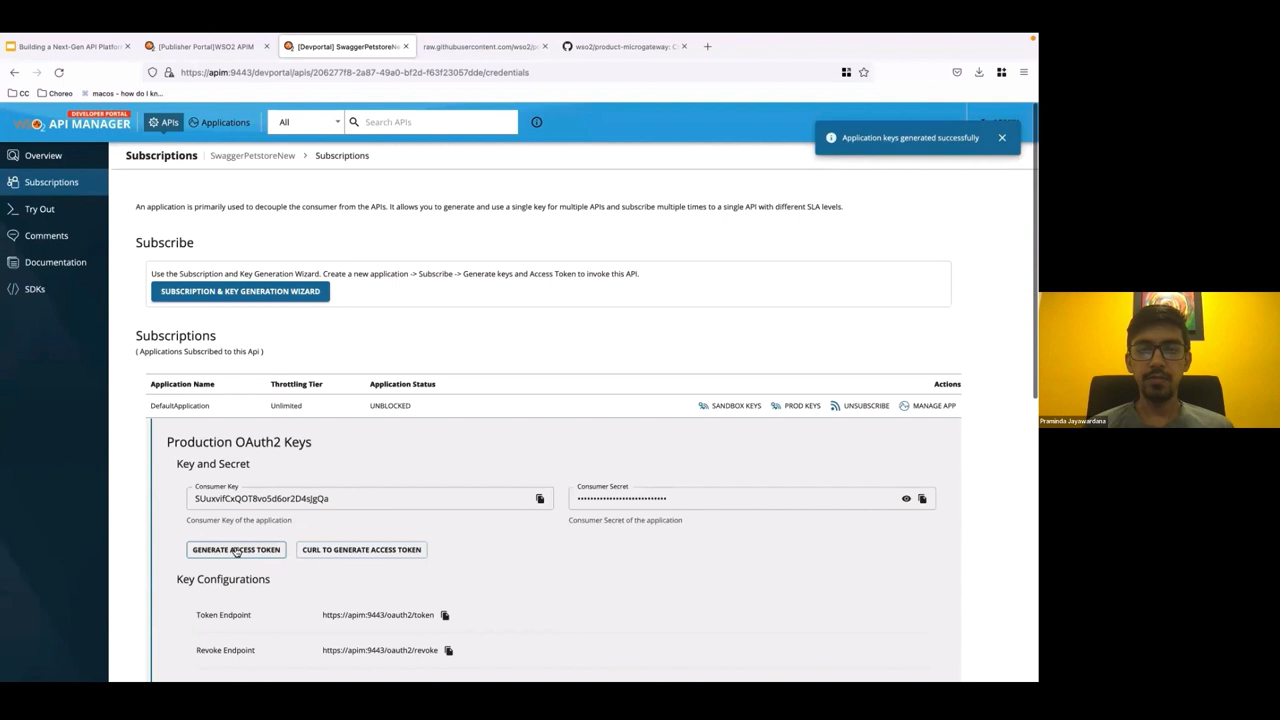 Building a Next-Gen API Platfor
[Publisher Portal]WSO2 APIM
[Devportal] SwaggerPetstoreNe
raw.githubusercontent.com/wso2/p
wso2/product-microgateway: C
https://apim:9443/devportal/apis/206277f8-2a87-49a0-bf2d-f63f23057dde/credentials
CC
Choreo
macos - how do I kn...
DEVELOPER PORTAL
WSO2 API MANAGER
APIs
Applications
All
Search APIs
Application keys generated successfully
Overview
Subscriptions
Try Out
Comments
Documentation
SDKs
Subscriptions
SwaggerPetstoreNew > Subscriptions
An application is primarily used to decouple the consumer from the APIs. It allows you to generate and use a single key for multiple APIs and subscribe multiple times to a single API with different SLA levels.
Subscribe
Use the Subscription and Key Generation Wizard. Create a new application -> Subscribe -> Generate keys and Access Token to invoke this API.
SUBSCRIPTION & KEY GENERATION WIZARD
Subscriptions
( Applications Subscribed to this Api )
Application Name Throttling Tier Application Status Actions
DefaultApplication Unlimited UNBLOCKED SANDBOX KEYS PROD KEYS UNSUBSCRIBE MANAGE APP
Production OAuth2 Keys
Key and Secret
Consumer Key
SUuxvifCxQOT8vo5d6or2D4sJgQa
Consumer Key of the application
Consumer Secret
••••••••••••••••••••••••••••
Consumer Secret of the application
GENERATE ACCESS TOKEN
CURL TO GENERATE ACCESS TOKEN
Key Configurations
Token Endpoint https://apim:9443/oauth2/token
Revoke Endpoint https://apim:9443/oauth2/revoke
Praminda Jayawardana